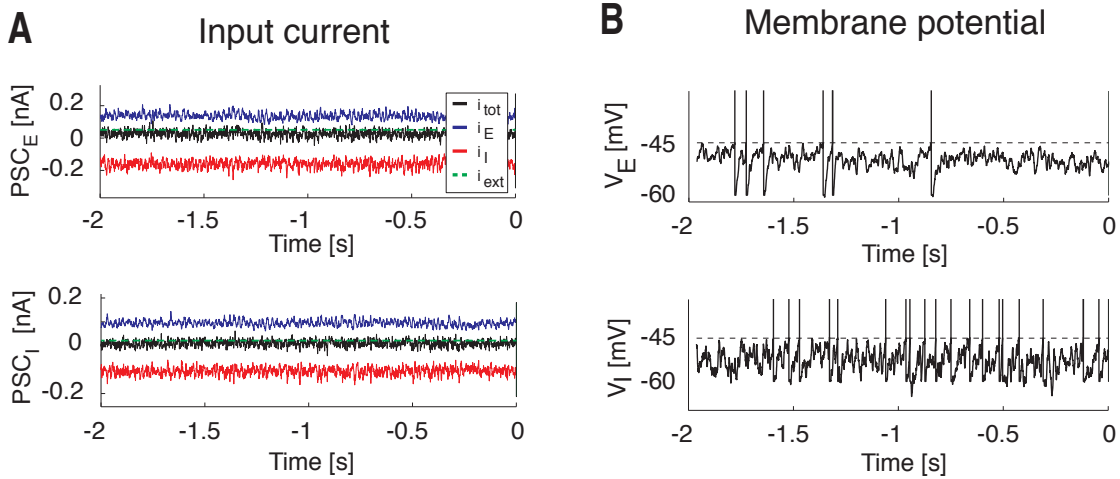 A
Input current
PSC_E [nA]
0.2
0
-0.2
i_tot
i_E
i_I
i_ext
-2 -1.5 -1 -0.5 0
Time [s]
PSC_I [nA]
0.2
0
-0.2
-2 -1.5 -1 -0.5 0
Time [s]
B
Membrane potential
V_E [mV]
-45
-60
-2 -1.5 -1 -0.5 0
Time [s]
V_I [mV]
-45
-60
-2 -1.5 -1 -0.5 0
Time [s]